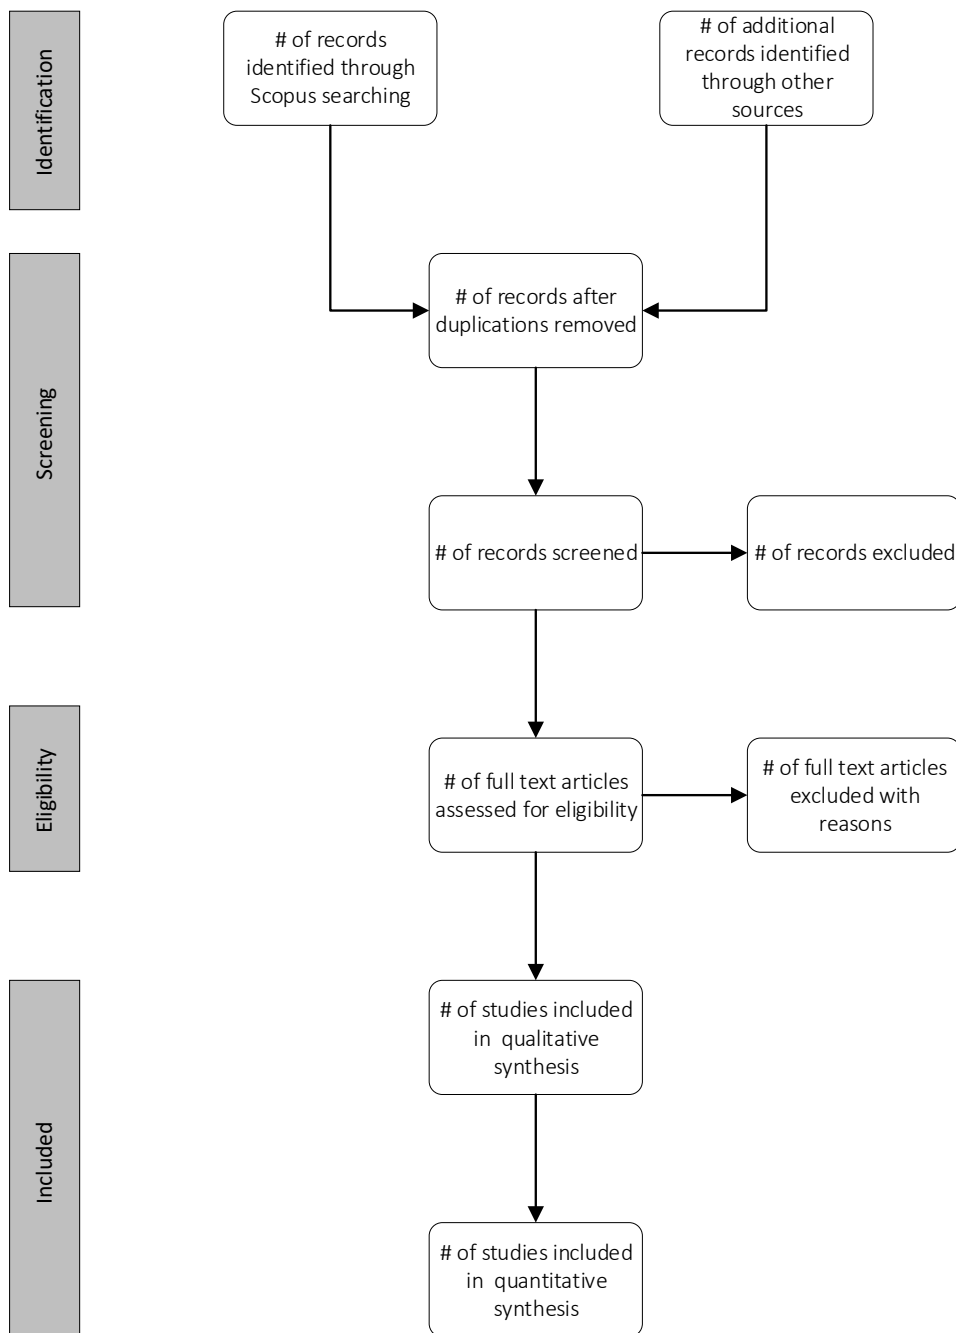 Identification
# of records
identified through
Scopus searching
# of additional
records identified
through other
sources
Screening
# of records after
duplications removed
# of records screened
# of records excluded
Eligibility
# of full text articles
assessed for eligibility
# of full text articles
excluded with
reasons
Included
# of studies included
in qualitative
synthesis
# of studies included
in quantitative
synthesis